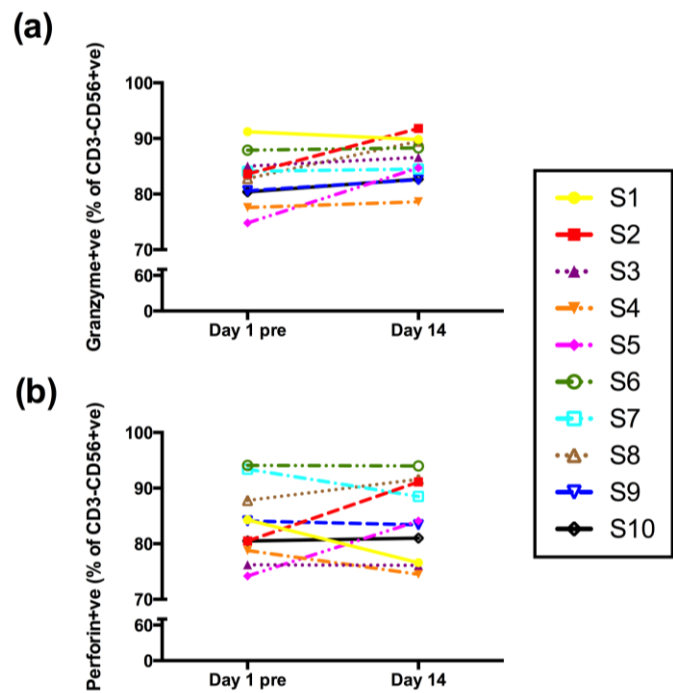 (a)
Granzyme+ve (% of CD3-CD56+ve)
100
90
80
70
60
0
Day 1 pre
Day 14
(b)
Perforin+ve (% of CD3-CD56+ve)
100
90
80
70
60
0
Day 1 pre
Day 14
S1
S2
S3
S4
S5
S6
S7
S8
S9
S10